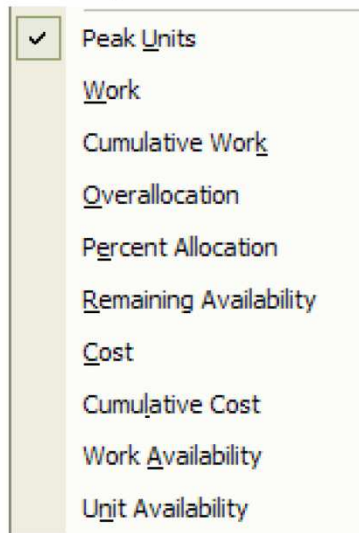 Peak Units
Work
Cumulative Work
Overallocation
Percent Allocation
Remaining Availability
Cost
Cumulative Cost
Work Availability
Unit Availability